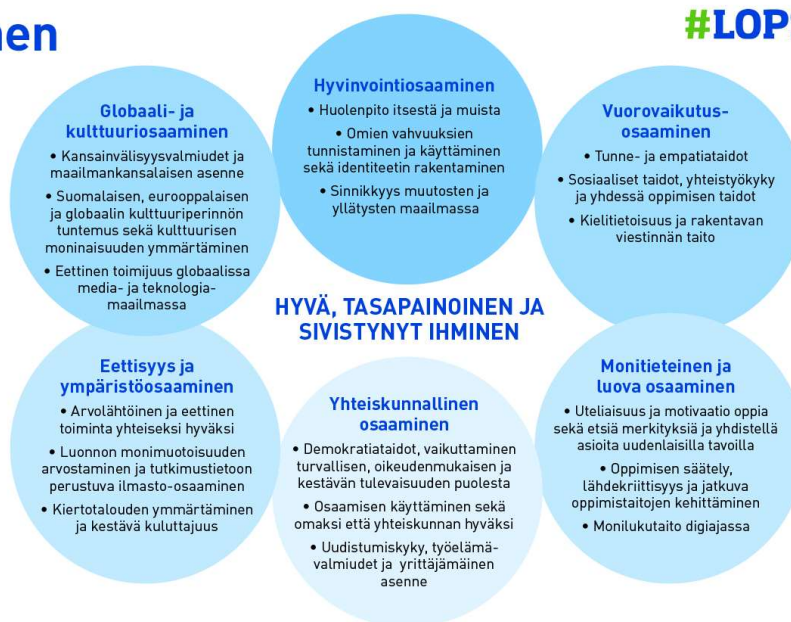 nen
#LOPS
Hyvinvointiosaaminen
• Huolenpito itsestä ja muista
• Omien vahvuuksien
tunnistaminen ja käyttäminen
sekä identiteetin rakentaminen
• Sinnikkyys muutosten ja
yllätysten maailmassa
Globaali- ja
kulttuuriosaaminen
• Kansainvälisyysvalmiudet ja
maailmankansalaisen asenne
• Suomalaisen, eurooppalaisen
ja globaalin kulttuuriperinnön
tuntemus sekä kulttuurisen
moninaisuuden ymmärtäminen
• Eettinen toimijuus globaalissa
media- ja teknologia-
maailmassa
Vuorovaikutus-
osaaminen
• Tunne- ja empatiataidot
• Sosiaaliset taidot, yhteistyökyky
ja yhdessä oppimisen taidot
• Kielitietoisuus ja rakentavan
viestinnän taito
HYVÄ, TASAPAINOINEN JA
SIVISTYNYT IHMINEN
Eettisyys ja
ympäristöosaaminen
• Arvolähtöinen ja eettinen
toiminta yhteiseksi hyväksi
• Luonnon monimuotoisuuden
arvostaminen ja tutkimustietoon
perustuva ilmasto-osaaminen
• Kiertotalouden ymmärtäminen
ja kestävä kuluttajuus
Yhteiskunnallinen
osaaminen
• Demokratiataidot, vaikuttaminen
turvallisen, oikeudenmukaisen ja
kestävän tulevaisuuden puolesta
• Osaamisen käyttäminen sekä
omaksi että yhteiskunnan hyväksi
• Uudistumiskyky, työelämä-
valmiudet ja yrittäjämäinen
asenne
Monitieteinen ja
luova osaaminen
• Uteliaisuus ja motivaatio oppia
sekä etsiä merkityksiä ja yhdistellä
asioita uudenlaisilla tavoilla
• Oppimisen säätely,
lähdekriittisyys ja jatkuva
oppimistaitojen kehittäminen
• Monilukutaito digiajassa